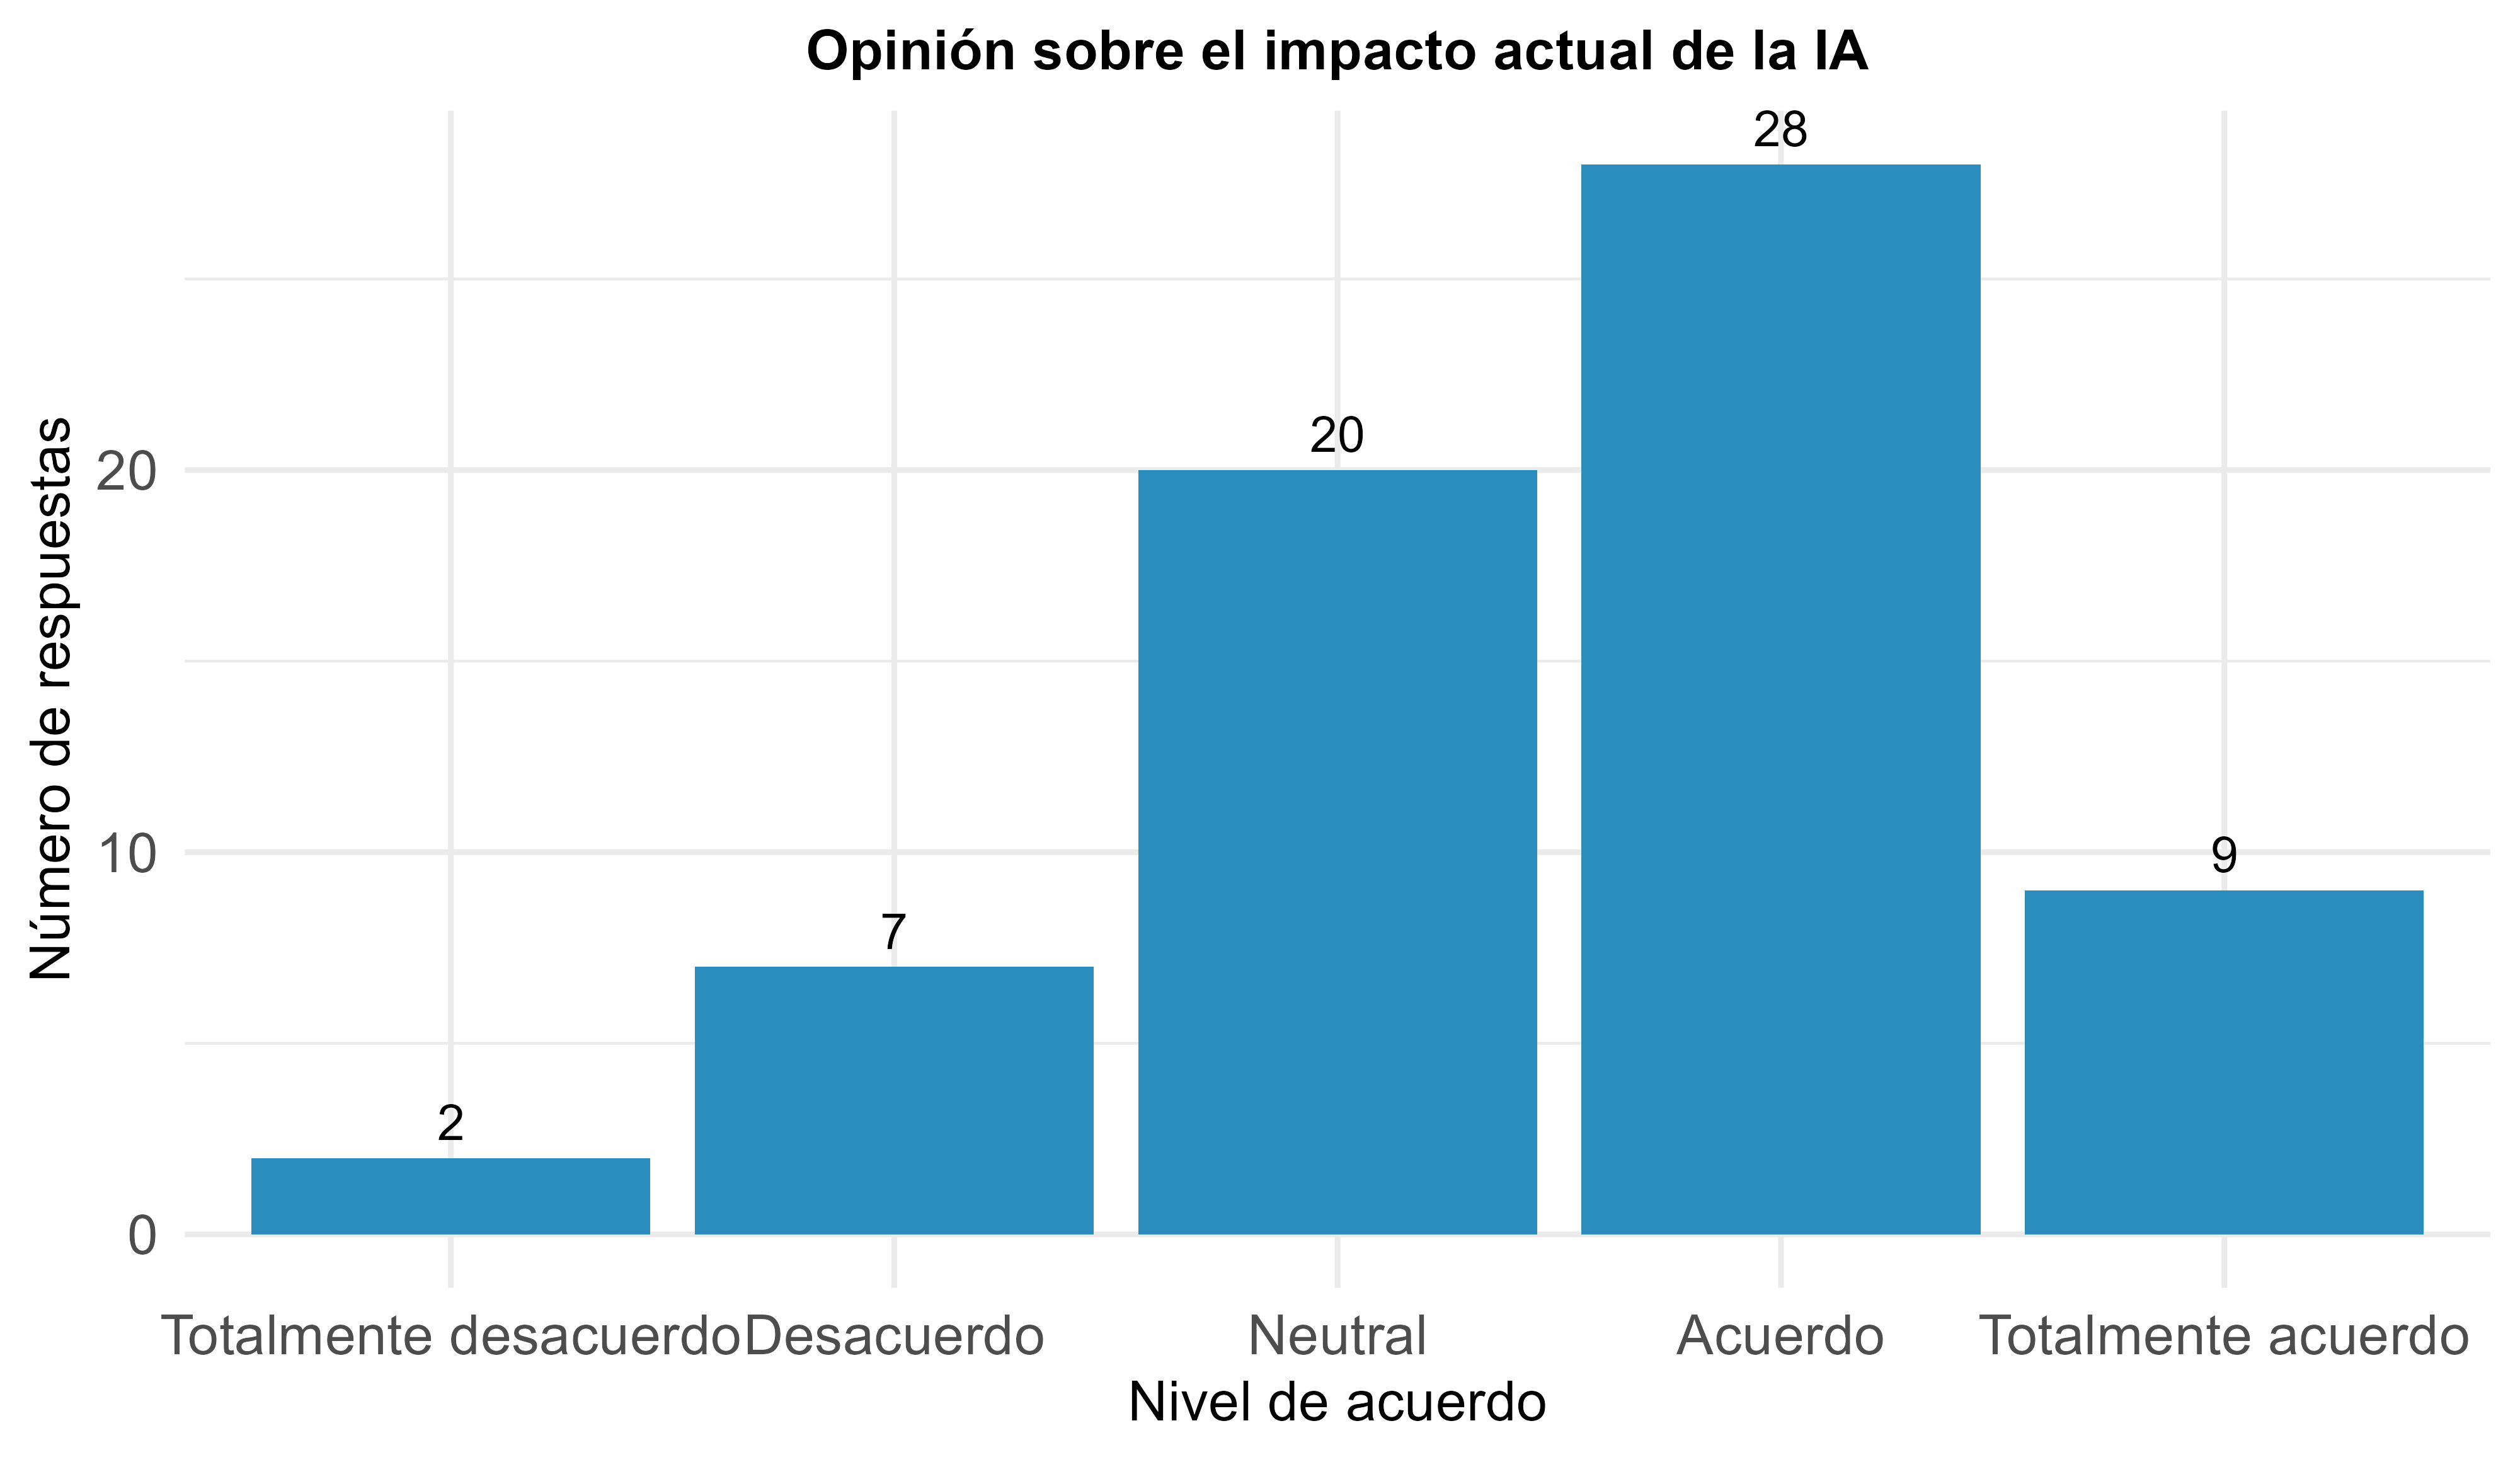 Opinión sobre el impacto actual de la IA
28
20
9
7
2
Número de respuestas
20
10
0
Totalmente desacuerdo Desacuerdo Neutral Acuerdo Totalmente acuerdo
Nivel de acuerdo